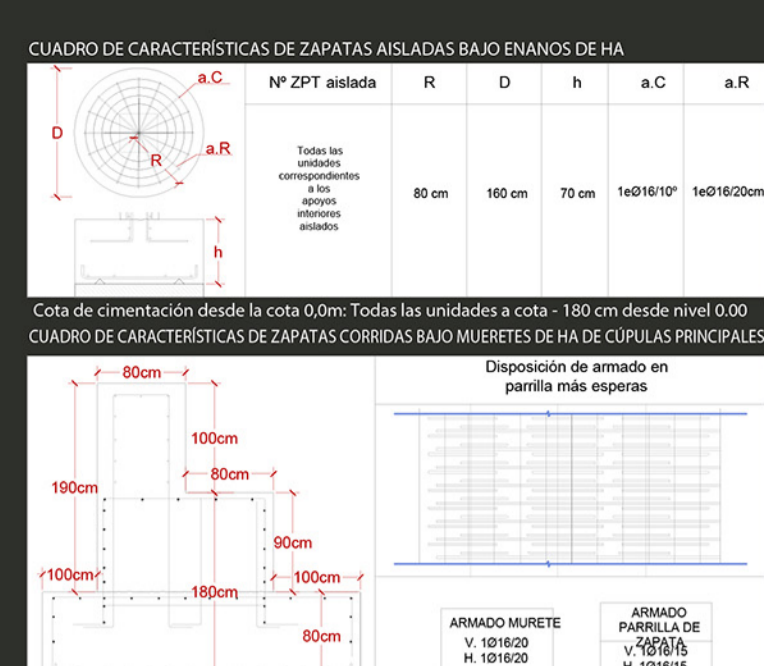 CUADRO DE CARACTERÍSTICAS DE ZAPATAS AISLADAS BAJO ENANOS DE HA
a.C
D
R
a.R
h
Nº ZPT aislada
R
D
h
a.C
a.R
Todas las
unidades
correspondientes
a los
apoyos
interiores
aislados
80 cm
160 cm
70 cm
1eØ16/10º
1eØ16/20cm
Cota de cimentación desde la cota 0,0m: Todas las unidades a cota - 180 cm desde nivel 0.00
CUADRO DE CARACTERÍSTICAS DE ZAPATAS CORRIDAS BAJO MUERETES DE HA DE CÚPULAS PRINCIPALES
80cm
100cm
80cm
190cm
90cm
100cm
100cm
180cm
80cm
Disposición de armado en
parrilla más esperas
ARMADO MURETE
V. 1Ø16/20
H. 1Ø16/20
ARMADO
PARRILLA DE
ZAPATA
V. 1Ø16/15
H. 1Ø16/15